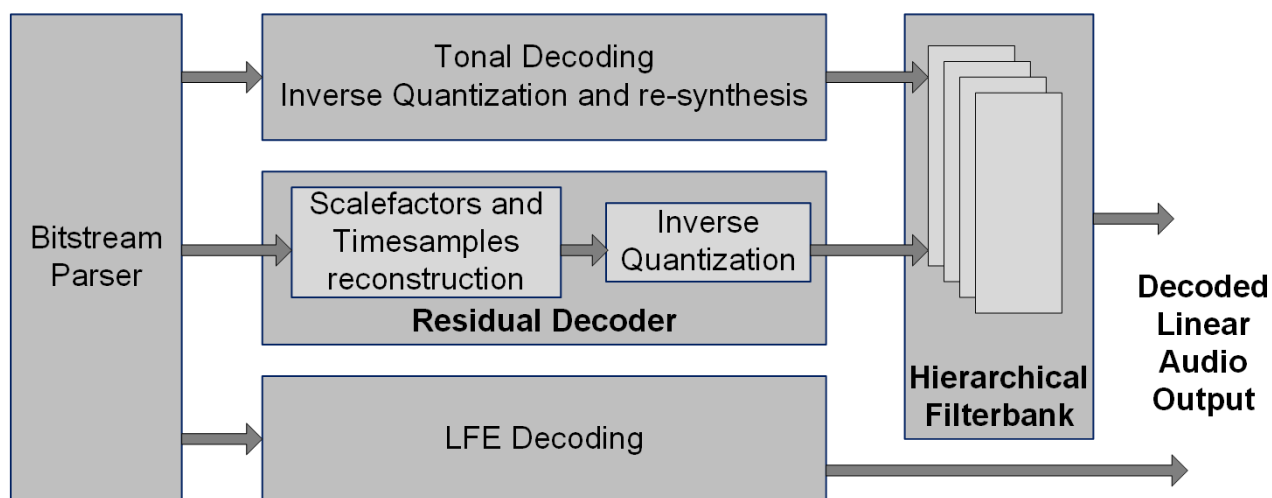 Bitstream
Parser
Tonal Decoding
Inverse Quantization and re-synthesis
Scalefactors and
Timesamples
reconstruction
Inverse
Quantization
Residual Decoder
LFE Decoding
Hierarchical
Filterbank
Decoded
Linear
Audio
Output